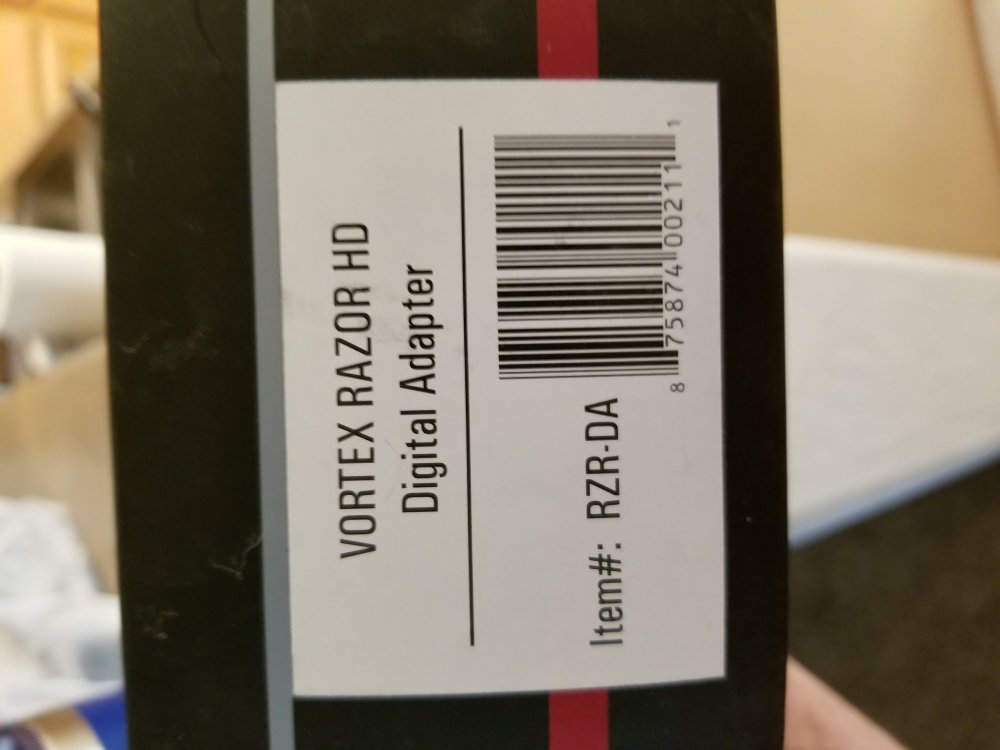 VORTEX RAZOR HD
Digital Adapter
Item#: RZR-DA
8 75874 00211 1